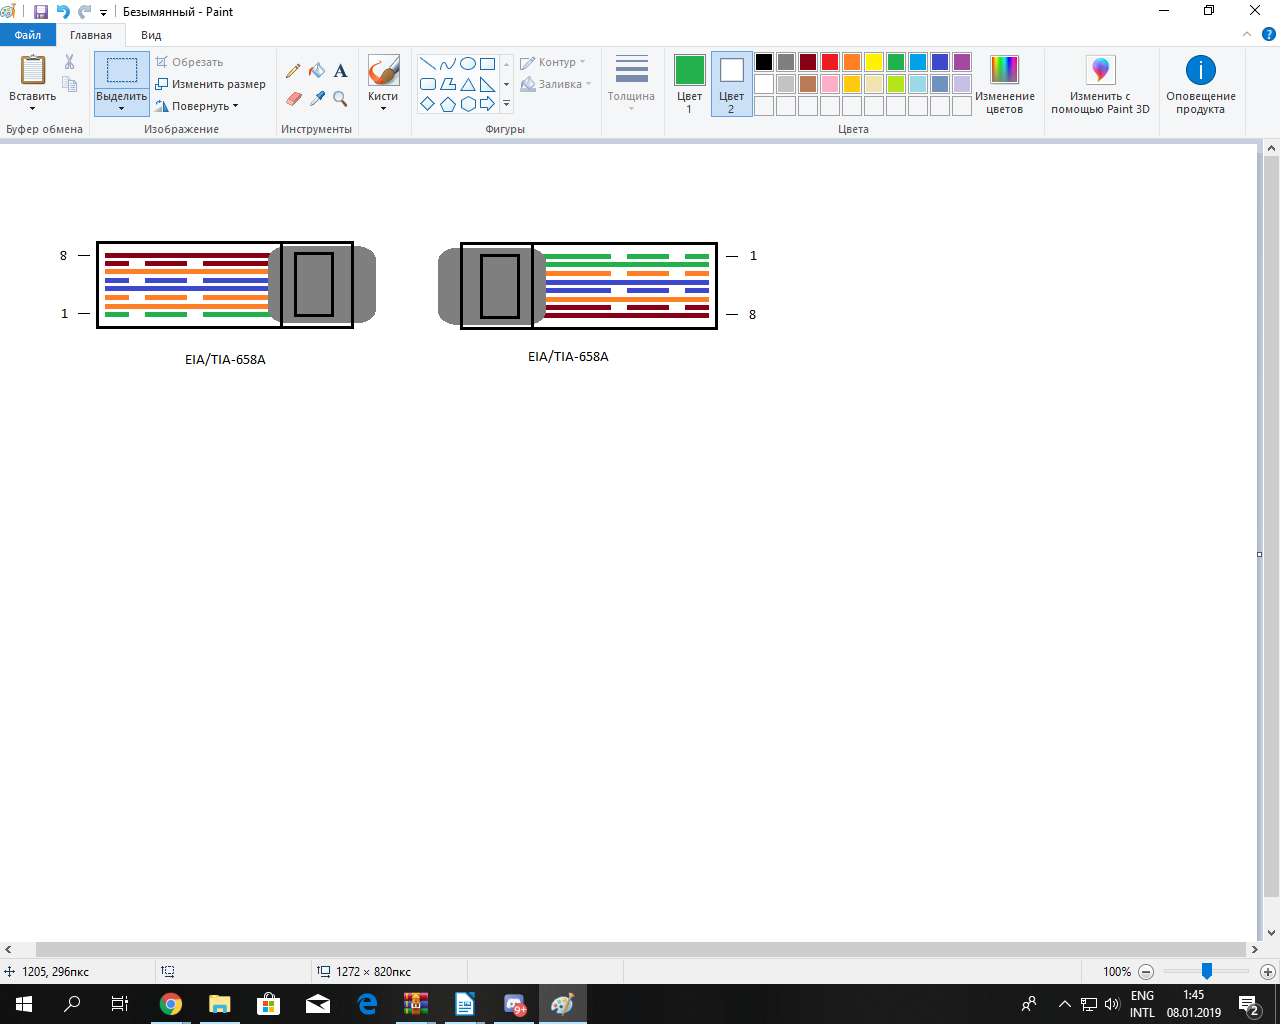 Безымянный - Paint
Файл
Главная
Вид
Вставить
Буфер обмена
Выделить
Обрезать
Изменить размер
Повернуть
Изображение
A
Инструменты
Кисти
Контур
Заливка
Фигуры
Толщина
Цвет
1
Цвет
2
Цвета
Изменение
цветов
Изменить с
помощью Paint 3D
Оповещение
продукта
8
1
EIA/TIA-658A
1
8
EIA/TIA-658A
1205, 296пкс
1272 × 820пкс
100%
9+
ENG
INTL
1:45
08.01.2019
2